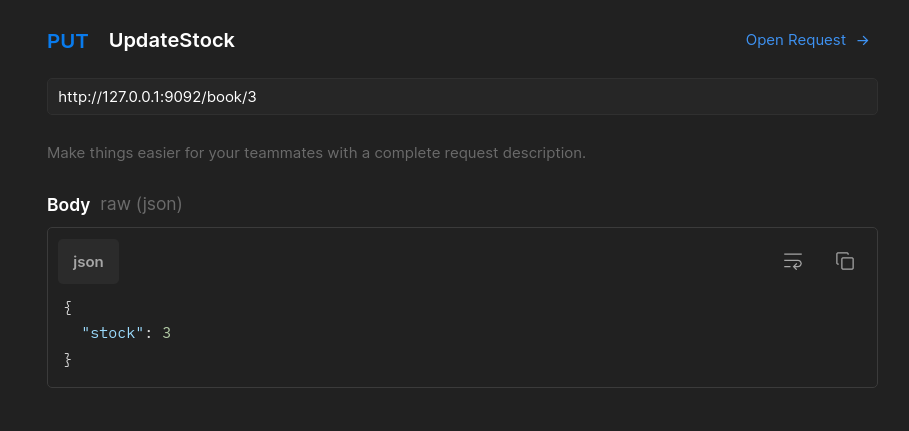 PUT UpdateStock Open Request →
http://127.0.0.1:9092/book/3
Make things easier for your teammates with a complete request description.
Body raw (json)
json
{
  "stock": 3
}